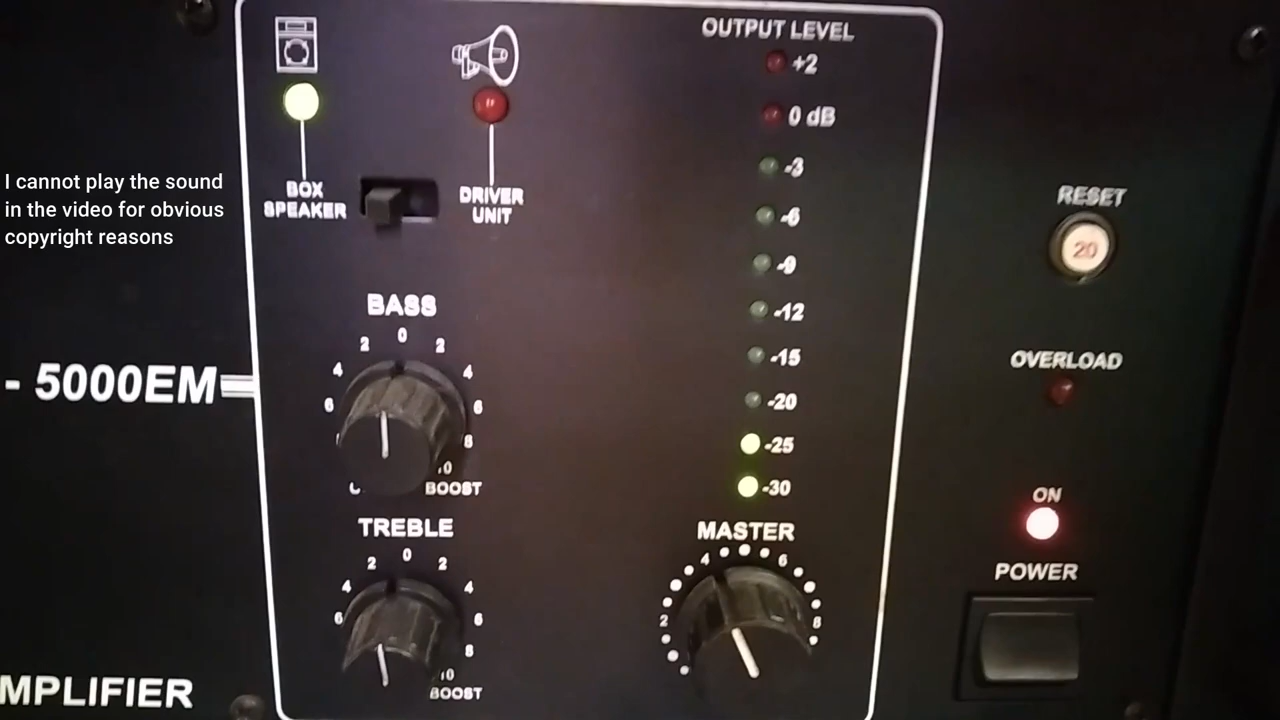 OUTPUT LEVEL
+2
0 dB
-3
-6
-9
-12
-15
-20
-25
-30
I cannot play the sound
in the video for obvious
copyright reasons
BOX
SPEAKER
DRIVER
UNIT
RESET
20
OVERLOAD
ON
POWER
- 5000EM
BASS
0
2 2
4 4
6 6
8
10
BOOST
TREBLE
0
2 2
4 4
6 6
8
10
BOOST
MASTER
4 6
2 8
MPLIFIER